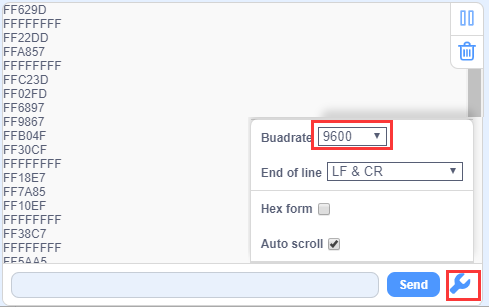 FF629D
FFFFFFFF
FF22DD
FFA857
FFFFFFFF
FFC23D
FF02FD
FF6897
FF9867
FFB04F
FF30CF
FFFFFFFF
FF18E7
FF7A85
FF10EF
FFFFFFFF
FF38C7
FFFFFFFF
FF5AA5
Buadrate 9600
End of line LF & CR
Hex form
Auto scroll
Send